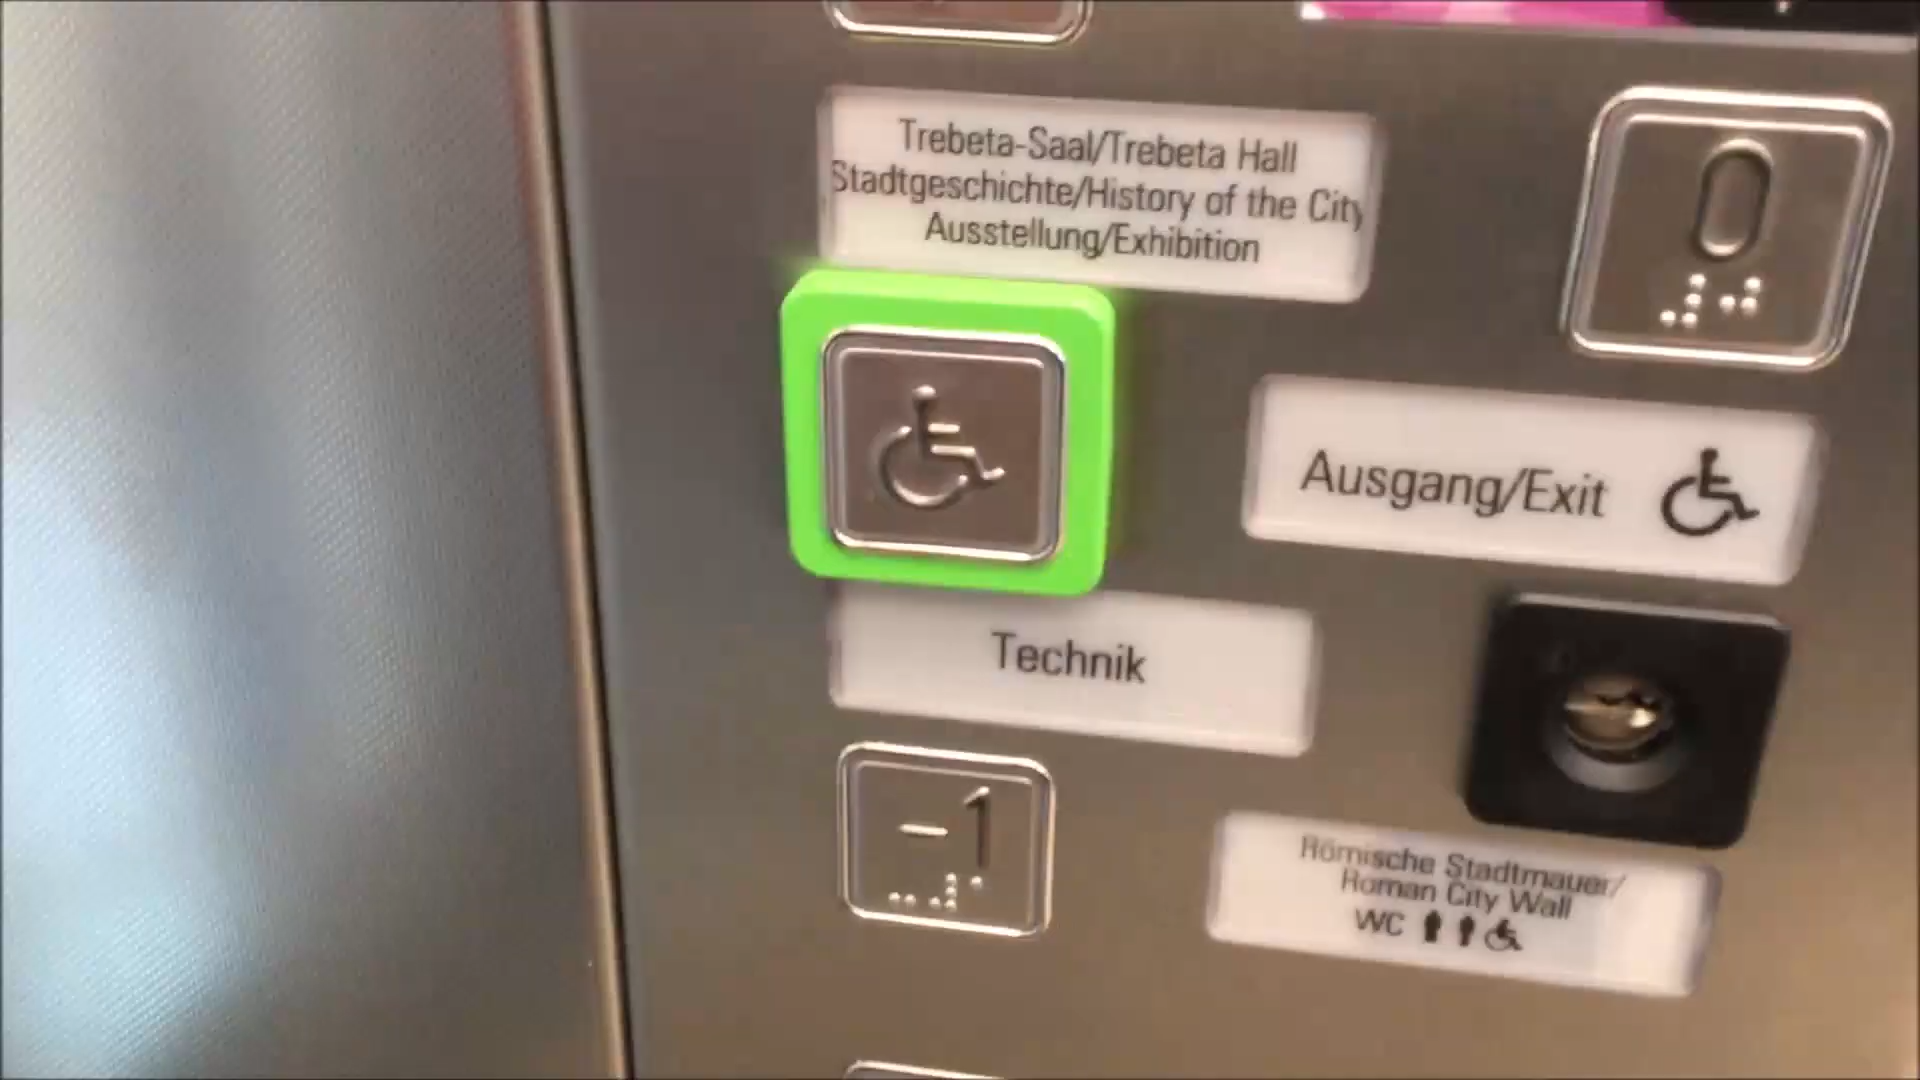 Trebeta-Saal/Trebeta Hall
Stadtgeschichte/History of the City
Ausstellung/Exhibition
0
Ausgang/Exit
Technik
-1
Römische Stadtmauer/
Roman City Wall
WC